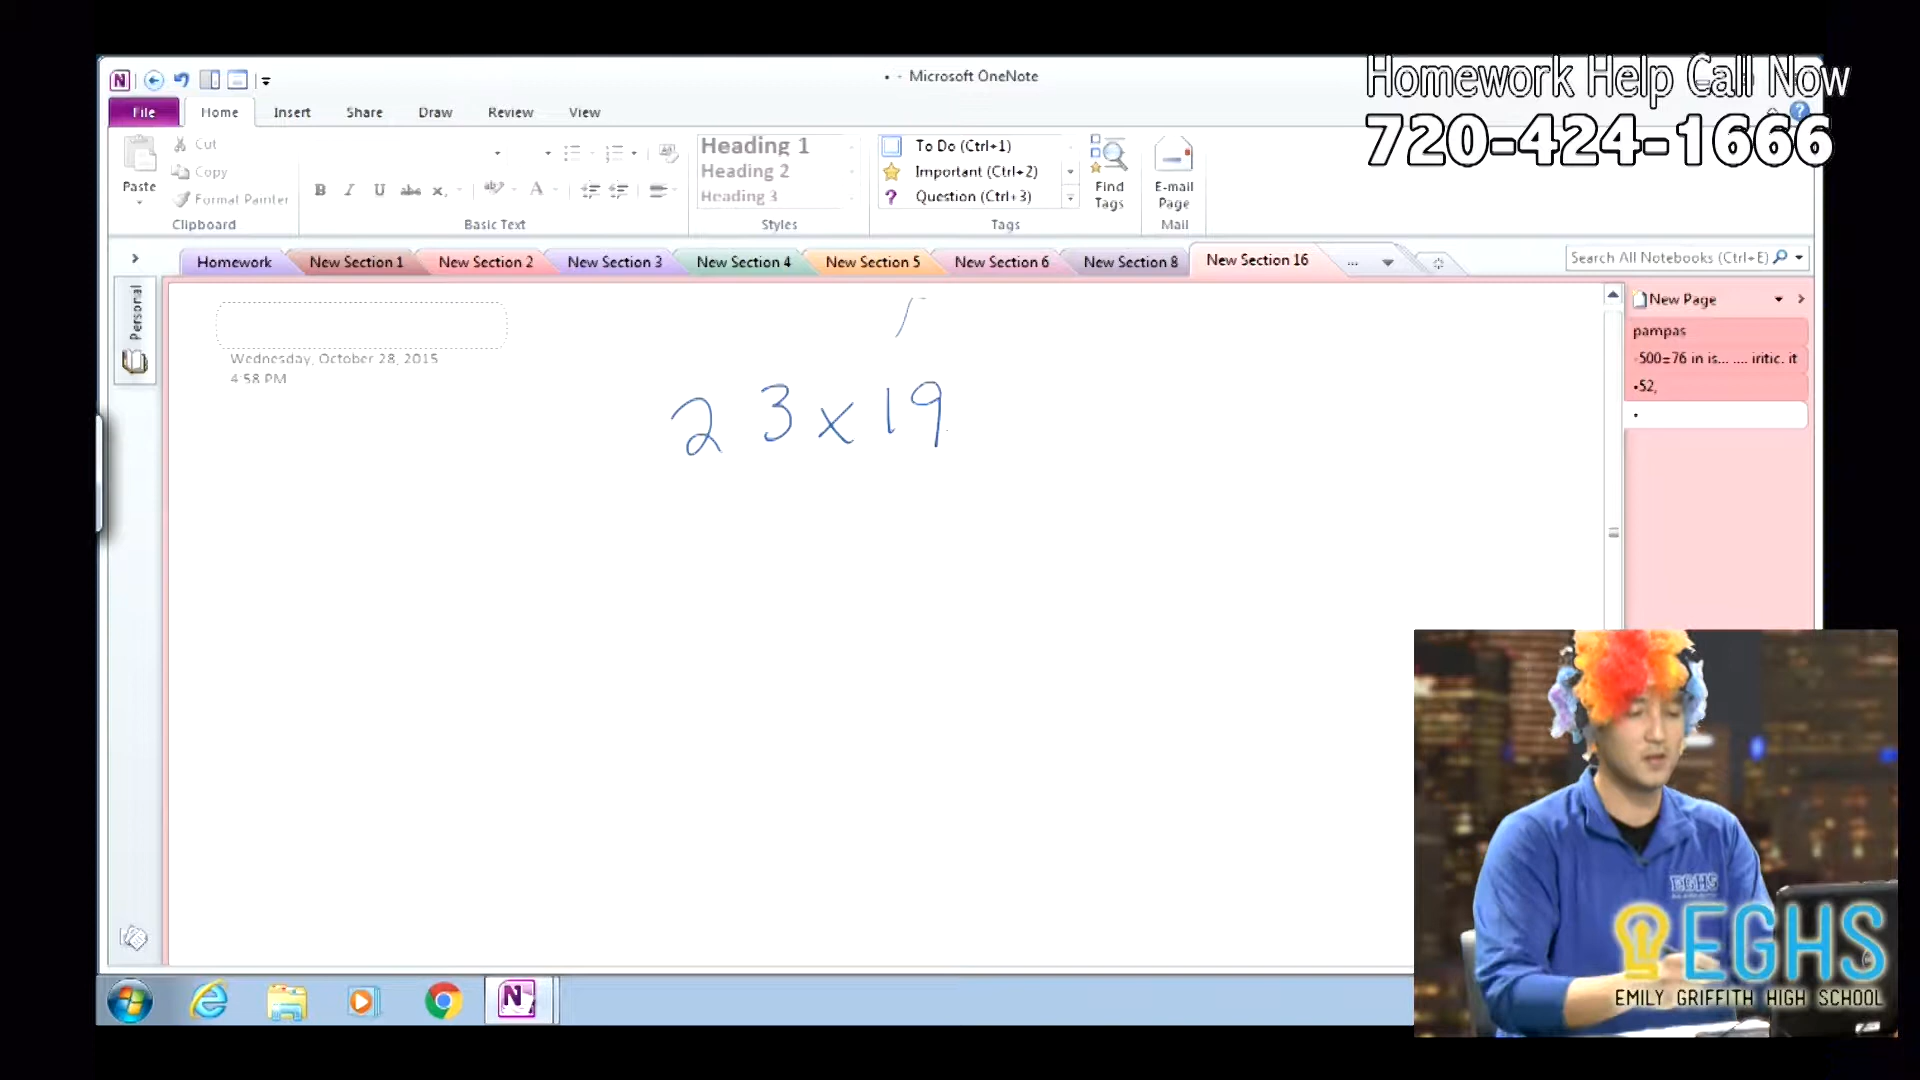 Homework Help Call Now
720-424-1666
Microsoft OneNote
File Home Insert Share Draw Review View
Cut
Copy
Format Painter
Paste
Clipboard
B I U abc x,
A
Basic Text
Heading 1
Heading 2
Heading 3
Styles
To Do (Ctrl+1)
Important (Ctrl+2)
Question (Ctrl+3)
Tags
Find
Tags
E-mail
Page
Mail
Homework New Section 1 New Section 2 New Section 3 New Section 4 New Section 5 New Section 6 New Section 8 New Section 16 ...
Search All Notebooks (Ctrl+E)
Personal
New Page
pampas
-500=76 in is... .... iritic. it
•52,
Wednesday, October 28, 2015
4:58 PM
23 x 19
EGHS
EGHS
EMILY GRIFFITH HIGH SCHOOL